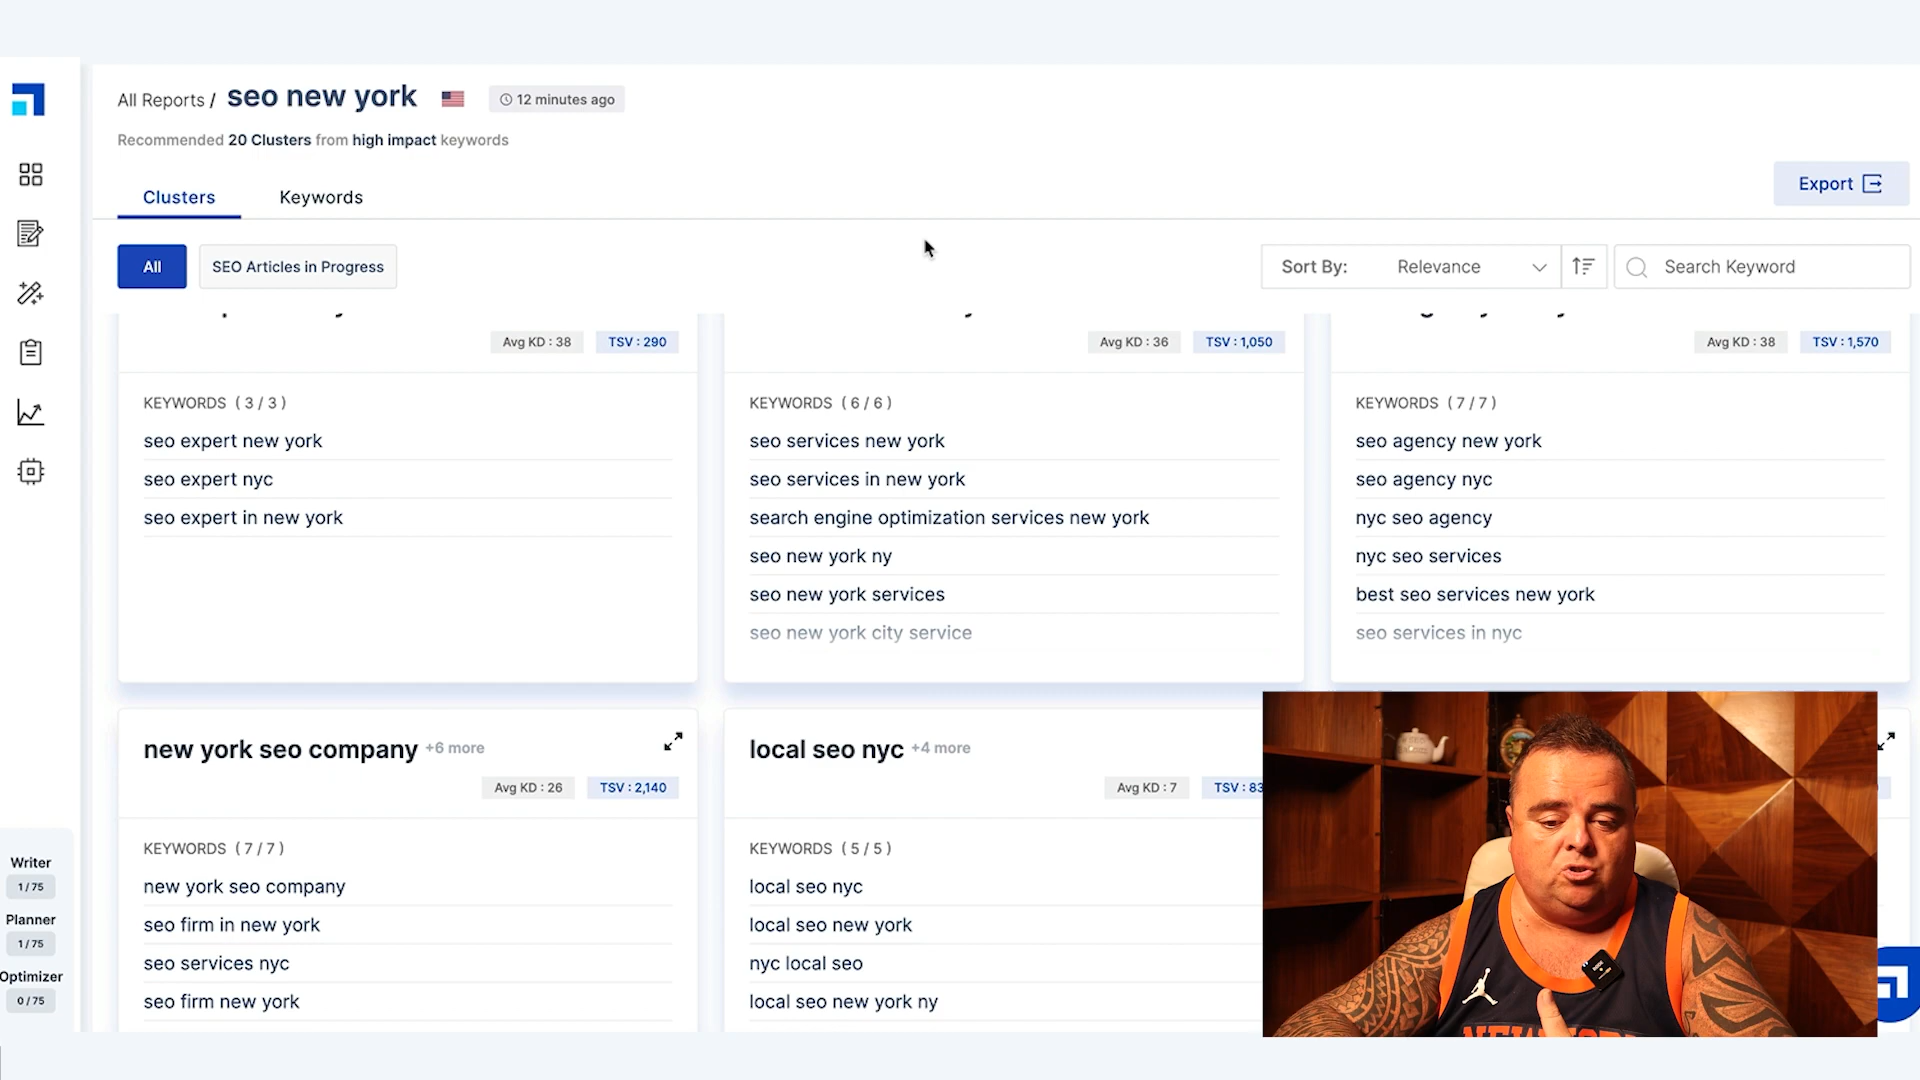 All Reports / seo new york 12 minutes ago
Recommended 20 Clusters from high impact keywords
Clusters Keywords
Export
All SEO Articles in Progress
Sort By: Relevance
Search Keyword
Avg KD : 38 TSV : 290
KEYWORDS ( 3 / 3 )
seo expert new york
seo expert nyc
seo expert in new york
Avg KD : 36 TSV : 1,050
KEYWORDS ( 6 / 6 )
seo services new york
seo services in new york
search engine optimization services new york
seo new york ny
seo new york services
seo new york city service
Avg KD : 38 TSV : 1,570
KEYWORDS ( 7 / 7 )
seo agency new york
seo agency nyc
nyc seo agency
nyc seo services
best seo services new york
seo services in nyc
new york seo company +6 more
Avg KD : 26 TSV : 2,140
KEYWORDS ( 7 / 7 )
new york seo company
seo firm in new york
seo services nyc
seo firm new york
local seo nyc +4 more
Avg KD : 7 TSV : 83
KEYWORDS ( 5 / 5 )
local seo nyc
local seo new york
nyc local seo
local seo new york ny
Writer
1 / 75
Planner
1 / 75
Optimizer
0 / 75